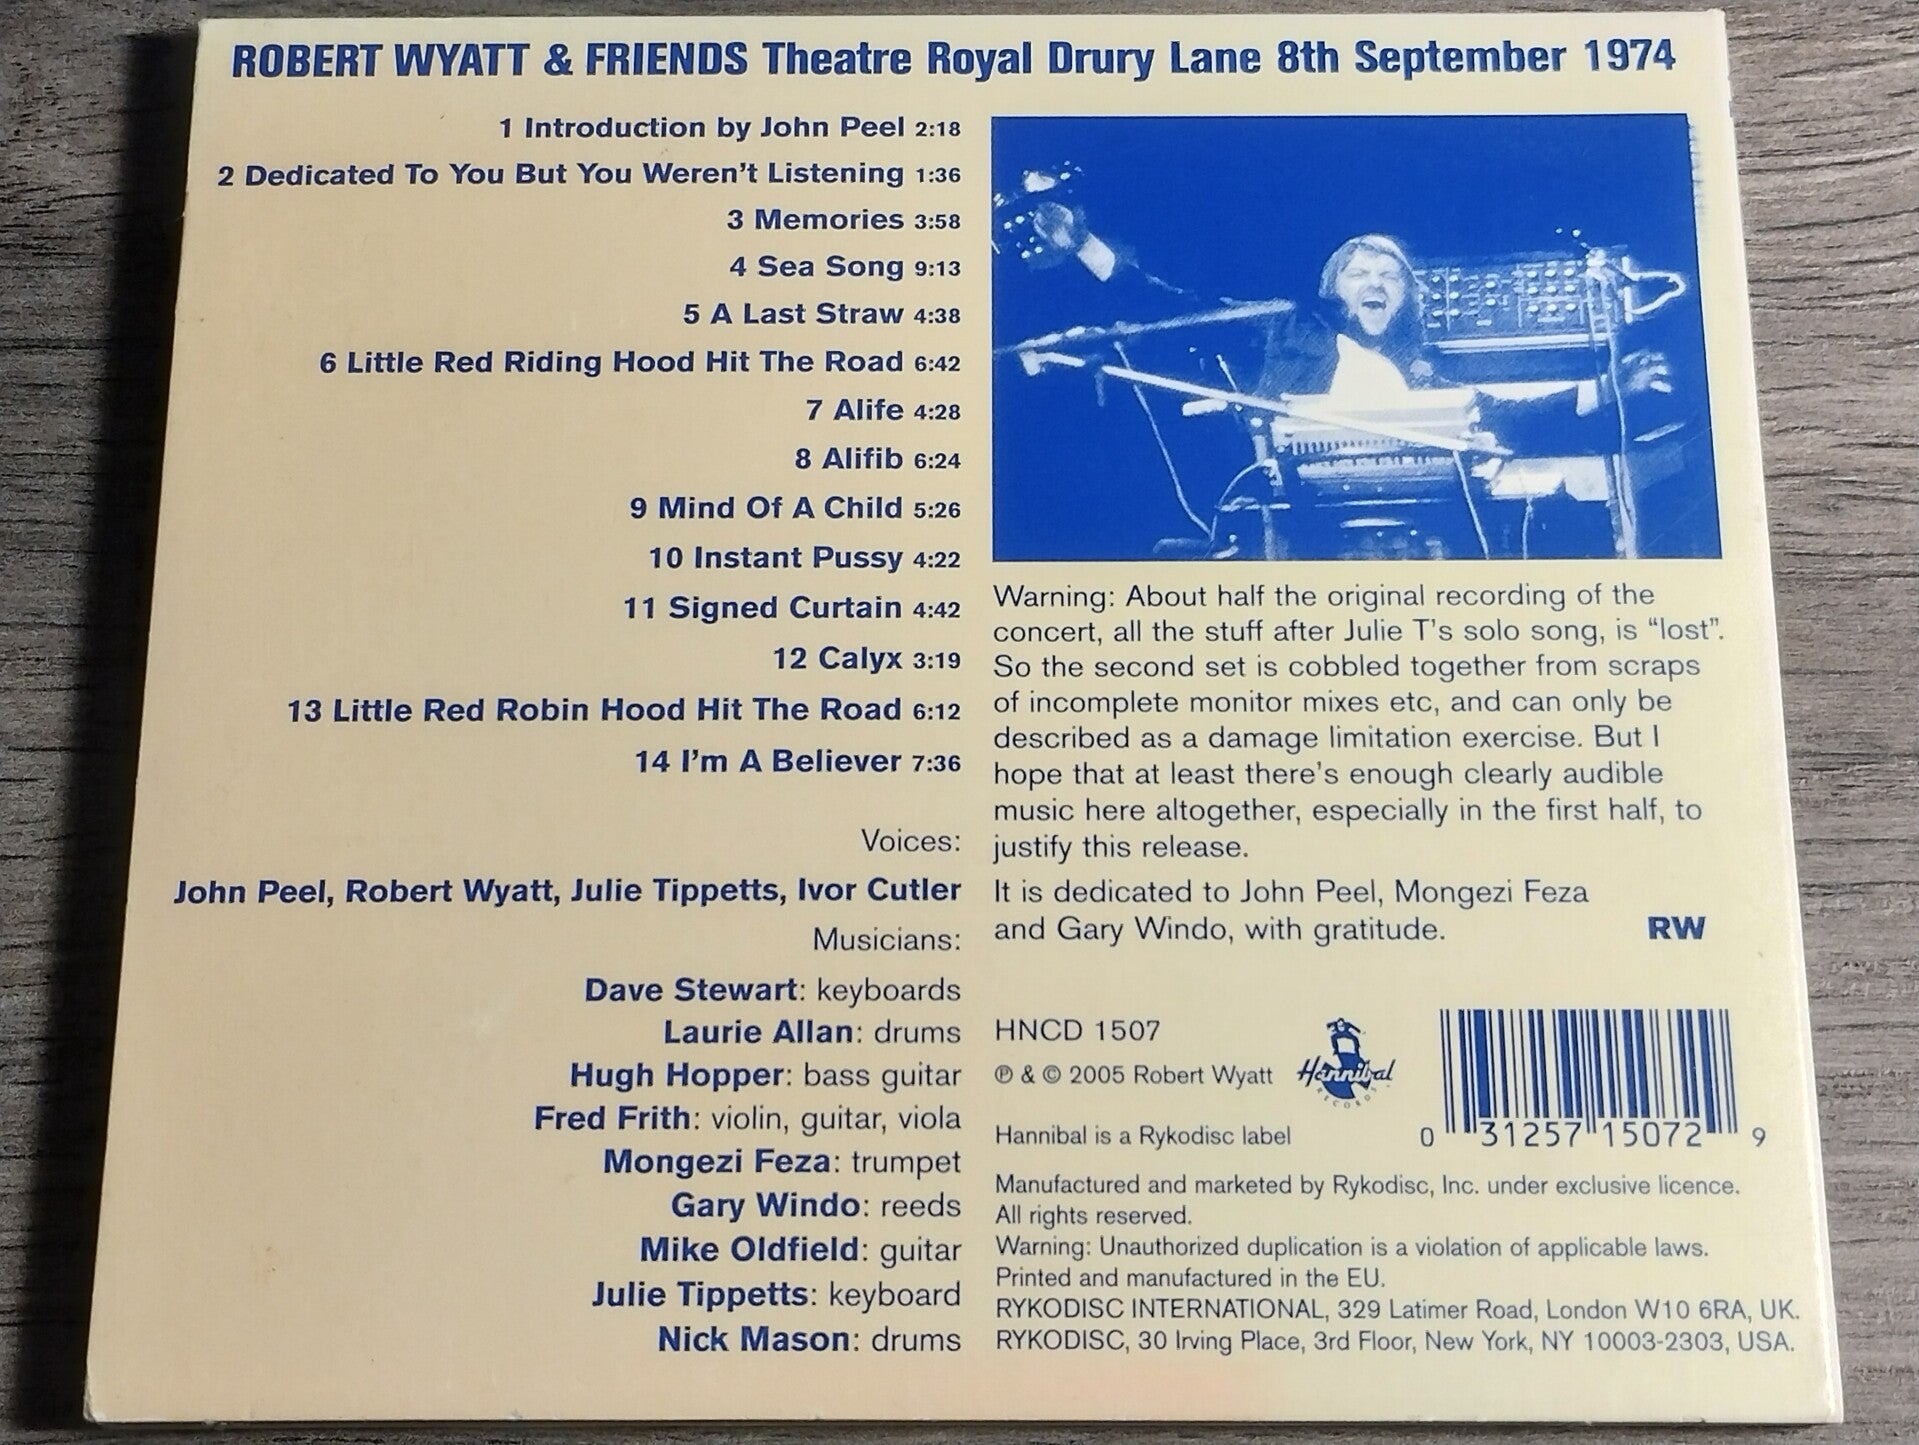 ROBERT WYATT & FRIENDS Theatre Royal Drury Lane 8th September 1974
1 Introduction by John Peel 2:18
2 Dedicated To You But You Weren't Listening 1:36
3 Memories 3:58
4 Sea Song 9:13
5 A Last Straw 4:38
6 Little Red Riding Hood Hit The Road 6:42
7 Alife 4:28
8 Alifib 6:24
9 Mind Of A Child 5:26
10 Instant Pussy 4:22
11 Signed Curtain 4:42
12 Calyx 3:19
13 Little Red Robin Hood Hit The Road 6:12
14 I'm A Believer 7:36
Voices:
John Peel, Robert Wyatt, Julie Tippetts, Ivor Cutler
Musicians:
Dave Stewart: keyboards
Laurie Allan: drums
Hugh Hopper: bass guitar
Fred Frith: violin, guitar, viola
Mongezi Feza: trumpet
Gary Windo: reeds
Mike Oldfield: guitar
Julie Tippetts: keyboard
Nick Mason: drums
Warning: About half the original recording of the
concert, all the stuff after Julie T's solo song, is “lost”.
So the second set is cobbled together from scraps
of incomplete monitor mixes etc, and can only be
described as a damage limitation exercise. But I
hope that at least there's enough clearly audible
music here altogether, especially in the first half, to
justify this release.
It is dedicated to John Peel, Mongezi Feza
and Gary Windo, with gratitude. RW
HNCD 1507
℗ & © 2005 Robert Wyatt
Hannibal
RECORDS
Hannibal is a Rykodisc label
0 31257 15072 9
Manufactured and marketed by Rykodisc, Inc. under exclusive licence.
All rights reserved.
Warning: Unauthorized duplication is a violation of applicable laws.
Printed and manufactured in the EU.
RYKODISC INTERNATIONAL, 329 Latimer Road, London W10 6RA, UK.
RYKODISC, 30 Irving Place, 3rd Floor, New York, NY 10003-2303, USA.